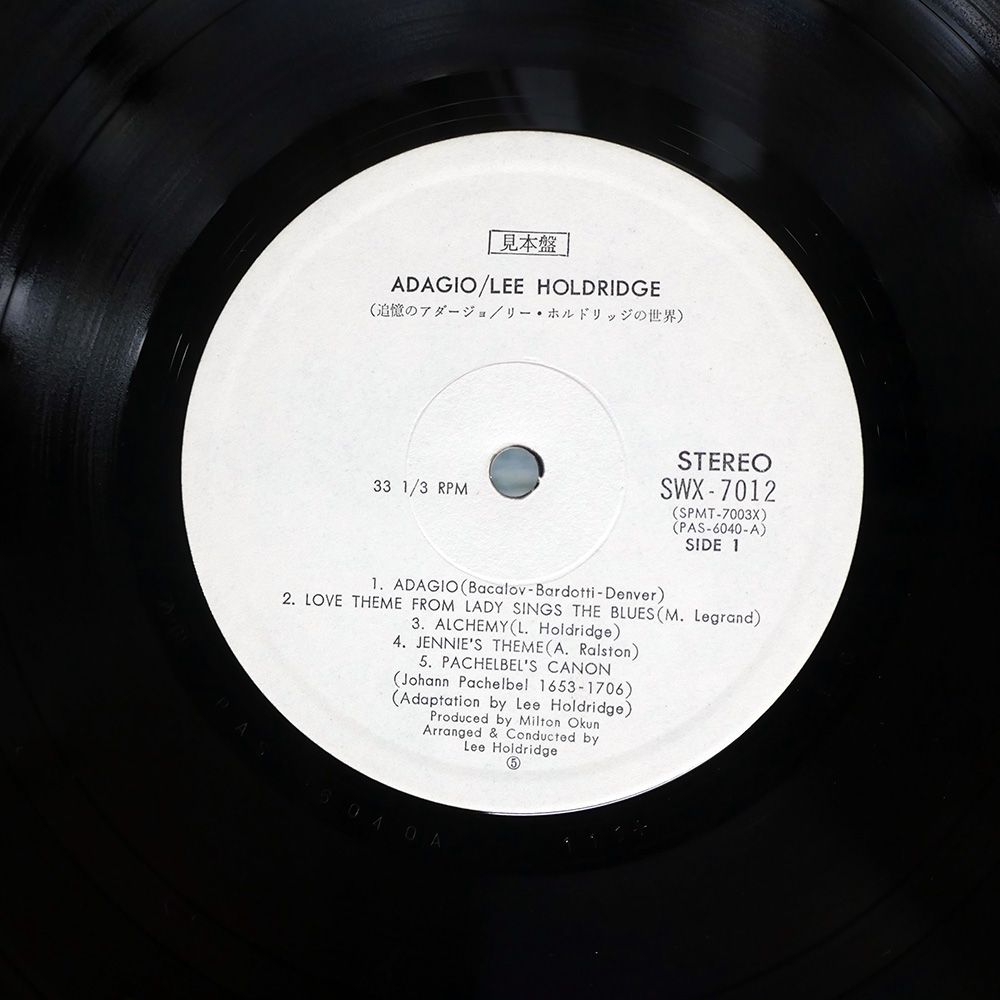 見本盤
ADAGIO/LEE HOLDRIDGE
(追憶のアダージョ/リー・ホルドリッジの世界)
33 1/3 RPM
STEREO
SWX-7012
(SPMT-7003X)
(PAS-6040-A)
SIDE 1
1. ADAGIO(Bacalov-Bardotti-Denver)
2. LOVE THEME FROM LADY SINGS THE BLUES(M. Legrand)
3. ALCHEMY(L. Holdridge)
4. JENNIE'S THEME(A. Ralston)
5. PACHELBEL'S CANON
(Johann Pachelbel 1653-1706)
(Adaptation by Lee Holdridge)
Produced by Milton Okun
Arranged & Conducted by
Lee Holdridge
⑤
PAS 6040A